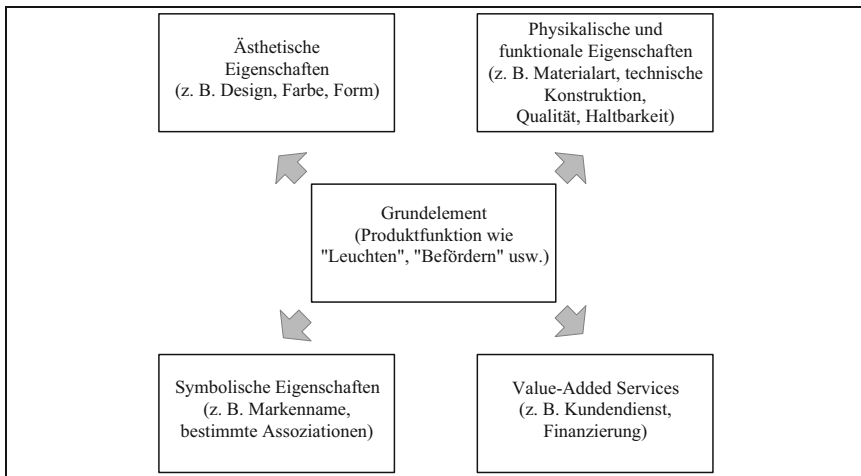 Ästhetische
Eigenschaften
(z. B. Design, Farbe, Form)
Physikalische und
funktionale Eigenschaften
(z. B. Materialart, technische
Konstruktion,
Qualität, Haltbarkeit)
Grundelement
(Produktfunktion wie
"Leuchten", "Befördern" usw.)
Symbolische Eigenschaften
(z. B. Markenname,
bestimmte Assoziationen)
Value-Added Services
(z. B. Kundendienst,
Finanzierung)